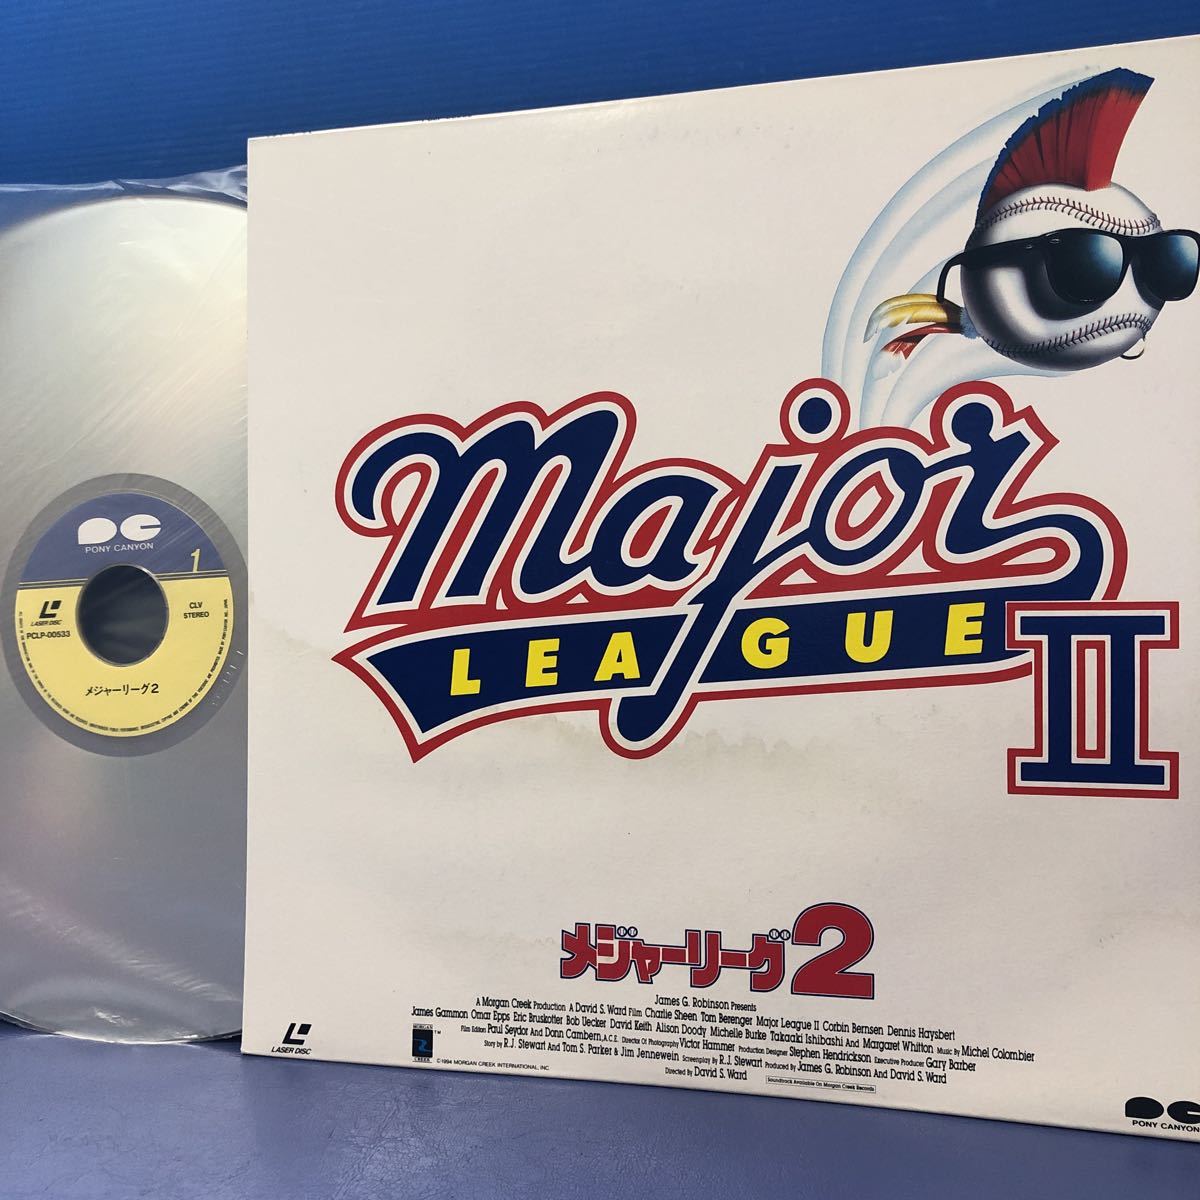 PONY CANYON
1
LASER DISC
PCLP-00533
CLV
STEREO
メジャーリーグ2
major
LEAGUE
II
メジャーリーグ2
James G. Robinson Presents
A Morgan Creek Production A David S. Ward Film Charlie Sheen Tom Berenger Major League II Corbin Bernsen Dennis Haysbert
James Gammon Omar Epps Eric Bruskotter Bob Uecker David Keith Alison Doody Michelle Burke Takaaki Ishibashi And Margaret Whitton Music By Michel Colombier
Film Editors Paul Seydor And Donn Cambern, A.C.E. Director Of Photography Victor Hammer Production Designer Stephen Hendrickson Executive Producer Gary Barber
Story by R.J. Stewart And Tom S. Parker & Jim Jennewein Screenplay by R.J. Stewart Produced by James G. Robinson And David S. Ward
Directed By David S. Ward
Soundtrack Available On Morgan Creek Records
LASER DISC
MORGAN
CREEK
TM
©1994 MORGAN CREEK INTERNATIONAL, INC.
PONY CANYON